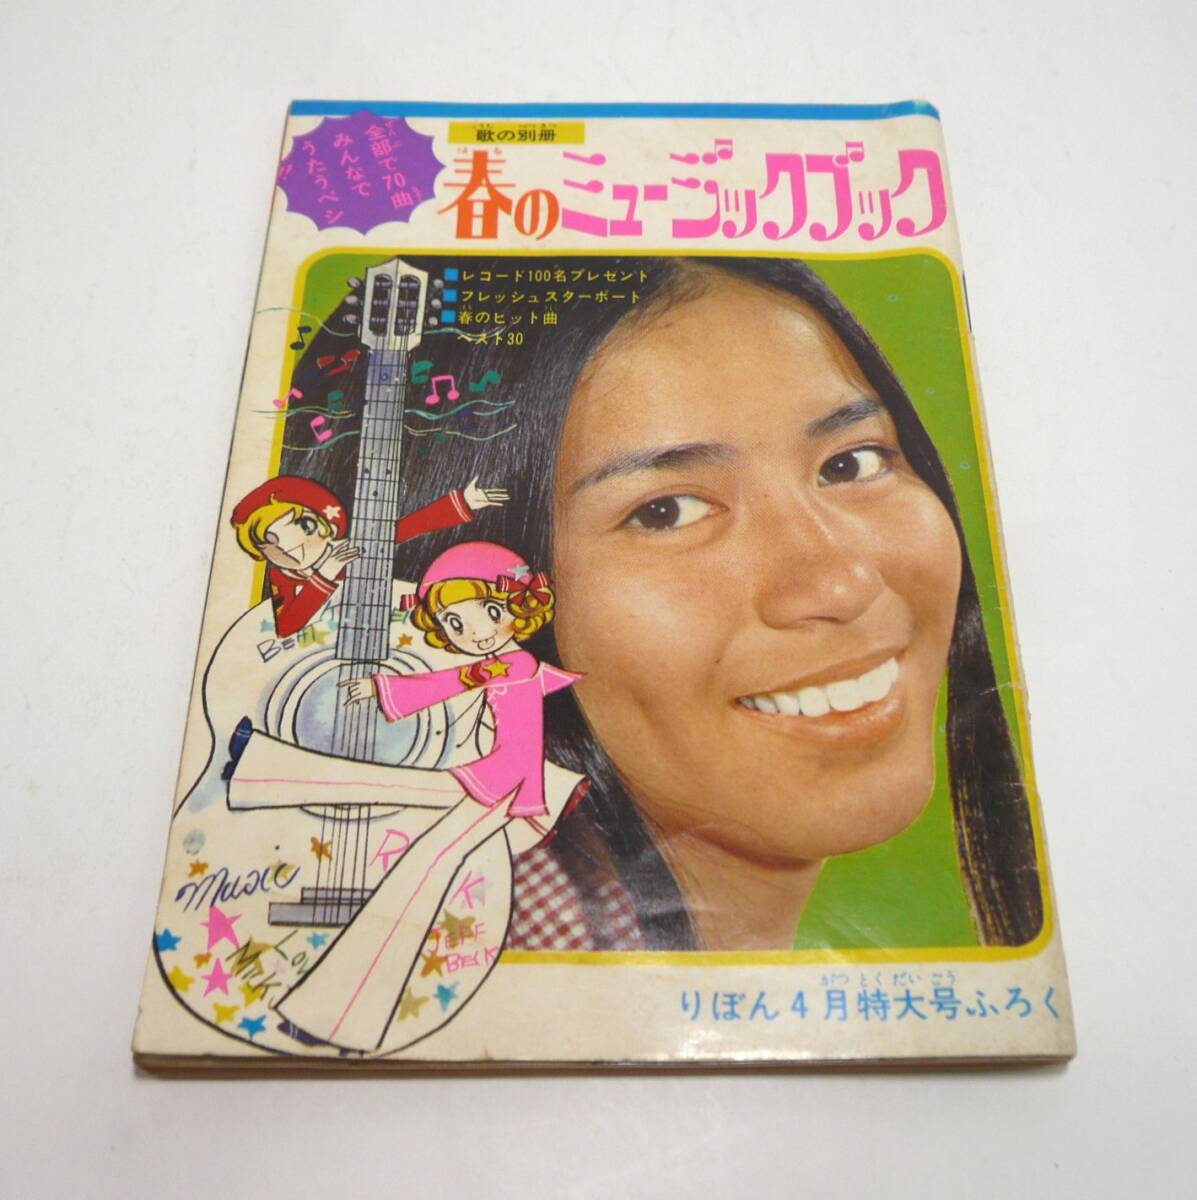 全部で70曲
みんなで
うたうペシ
!!
歌の別册
春のミュージックブック
■レコード100名プレゼント
■フレッシュスターポート
■春のヒット曲
ベスト30
Music
R
K
JEFF
BECK
りぼん4月特大号ふろく